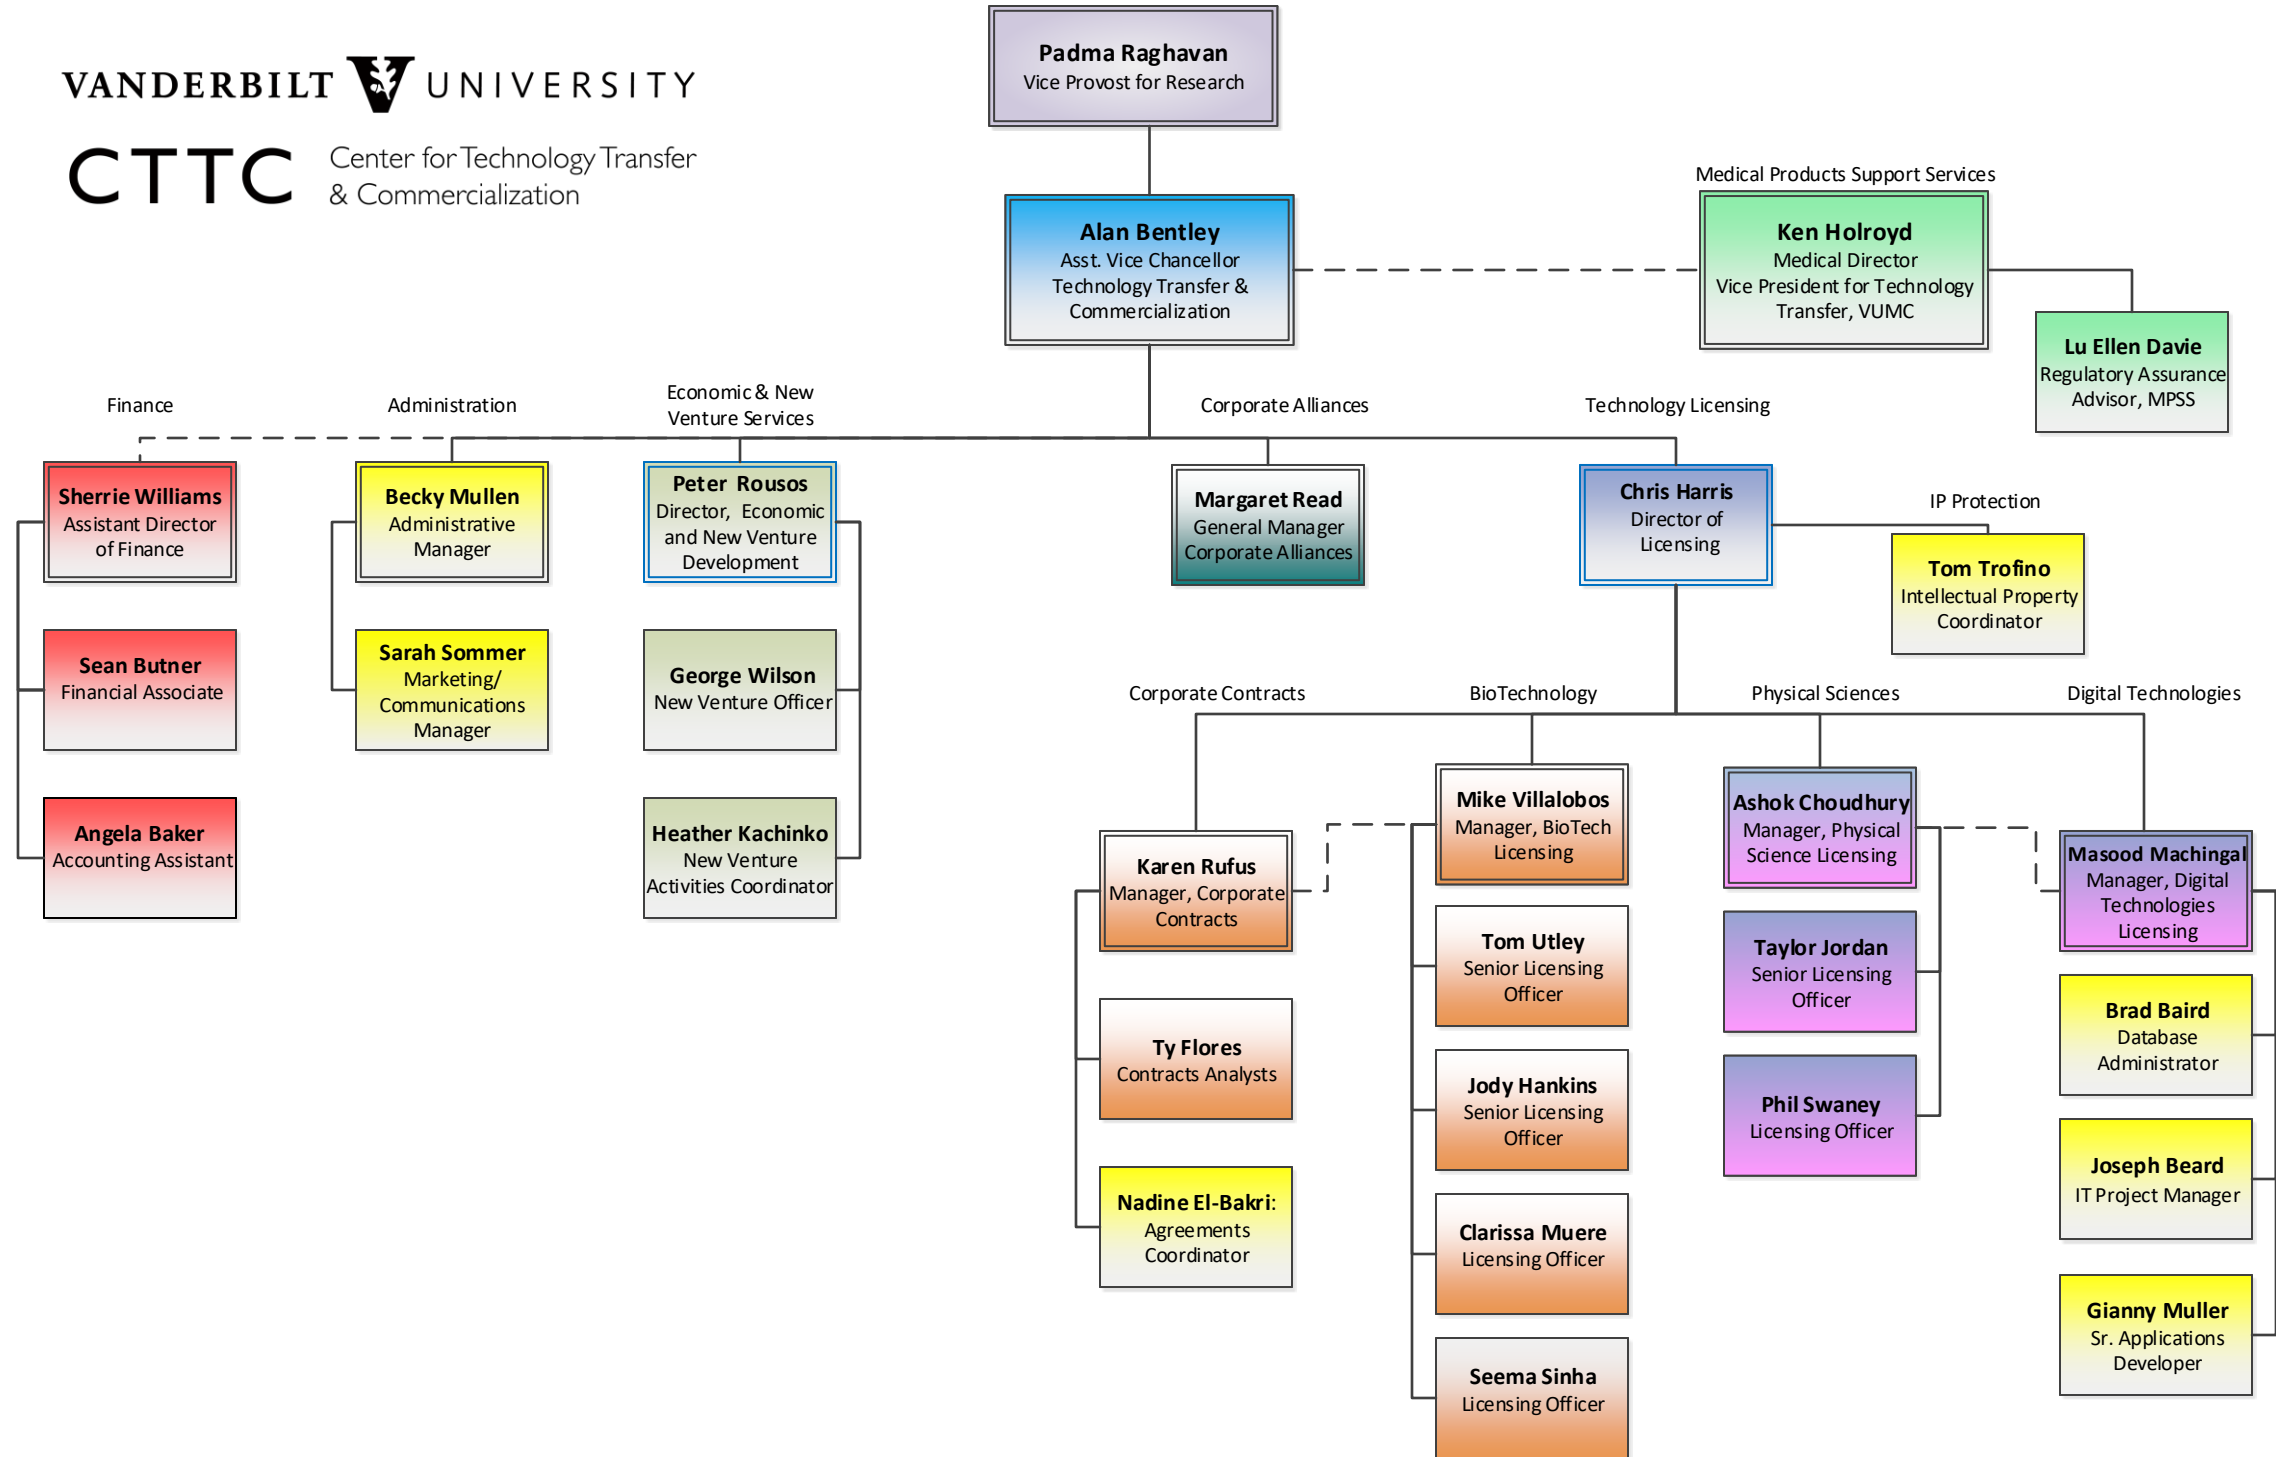 VANDERBILT V UNIVERSITY
CTTC
Center for Technology Transfer
& Commercialization
Padma Raghavan
Vice Provost for Research
Alan Bentley
Asst. Vice Chancellor
Technology Transfer &
Commercialization
Medical Products Support Services
Ken Holroyd
Medical Director
Vice President for Technology
Transfer, VUMC
Lu Ellen Davie
Regulatory Assurance
Advisor, MPSS
Finance
Sherrie Williams
Assistant Director
of Finance
Sean Butner
Financial Associate
Angela Baker
Accounting Assistant
Administration
Becky Mullen
Administrative
Manager
Sarah Sommer
Marketing/
Communications
Manager
Economic & New
Venture Services
Peter Rousos
Director, Economic
and New Venture
Development
George Wilson
New Venture Officer
Heather Kachinko
New Venture
Activities Coordinator
Corporate Alliances
Margaret Read
General Manager
Corporate Alliances
Technology Licensing
Chris Harris
Director of
Licensing
IP Protection
Tom Trofino
Intellectual Property
Coordinator
Corporate Contracts
Karen Rufus
Manager, Corporate
Contracts
Ty Flores
Contracts Analysts
Nadine El-Bakri:
Agreements
Coordinator
BioTechnology
Mike Villalobos
Manager, BioTech
Licensing
Tom Utley
Senior Licensing
Officer
Jody Hankins
Senior Licensing
Officer
Clarissa Muere
Licensing Officer
Seema Sinha
Licensing Officer
Physical Sciences
Ashok Choudhury
Manager, Physical
Science Licensing
Taylor Jordan
Senior Licensing
Officer
Phil Swaney
Licensing Officer
Digital Technologies
Masood Machingal
Manager, Digital
Technologies
Licensing
Brad Baird
Database
Administrator
Joseph Beard
IT Project Manager
Gianny Muller
Sr. Applications
Developer